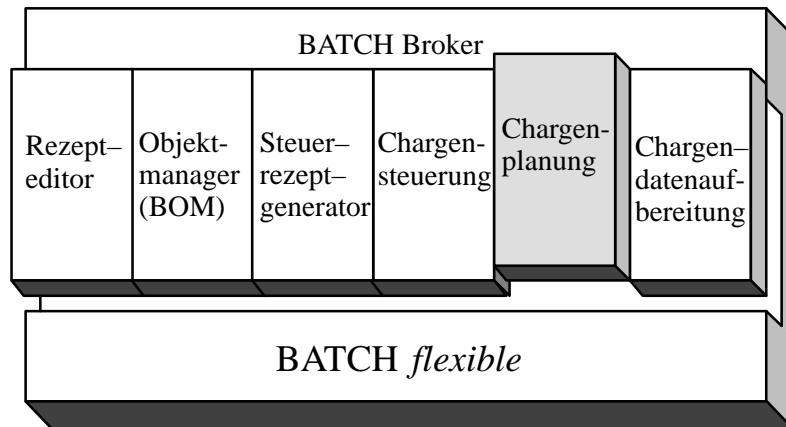 BATCH Broker
Rezept–
editor
Objekt-
manager
(BOM)
Steuer–
rezept–
generator
Chargen-
steuerung
Chargen-
planung
Chargen–
datenauf-
bereitung
BATCH flexible